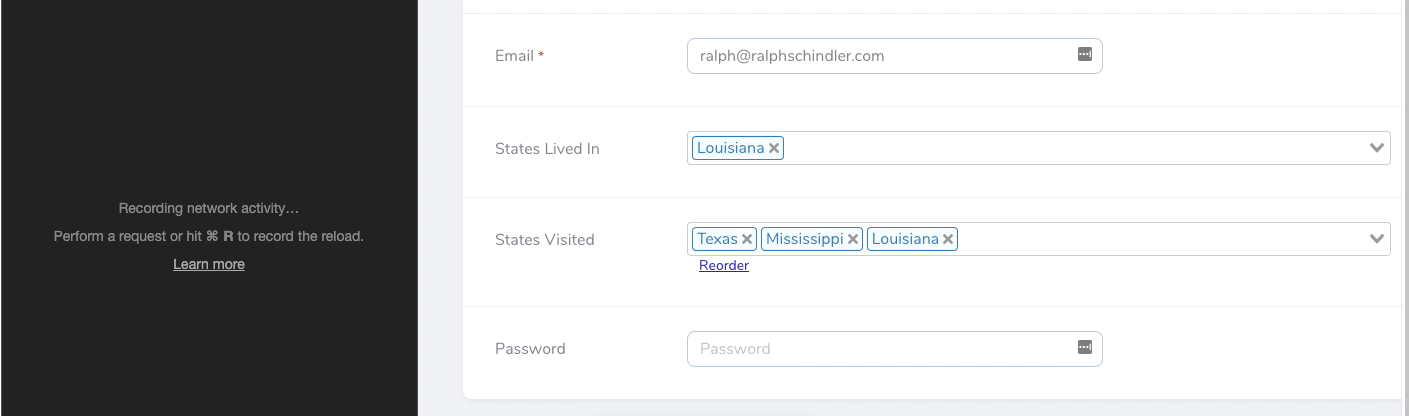 Recording network activity…
Perform a request or hit ⌘ R to record the reload.
Learn more
Email *
ralph@ralphschindler.com
States Lived In
Louisiana
States Visited
Texas Mississippi Louisiana
Reorder
Password
Password